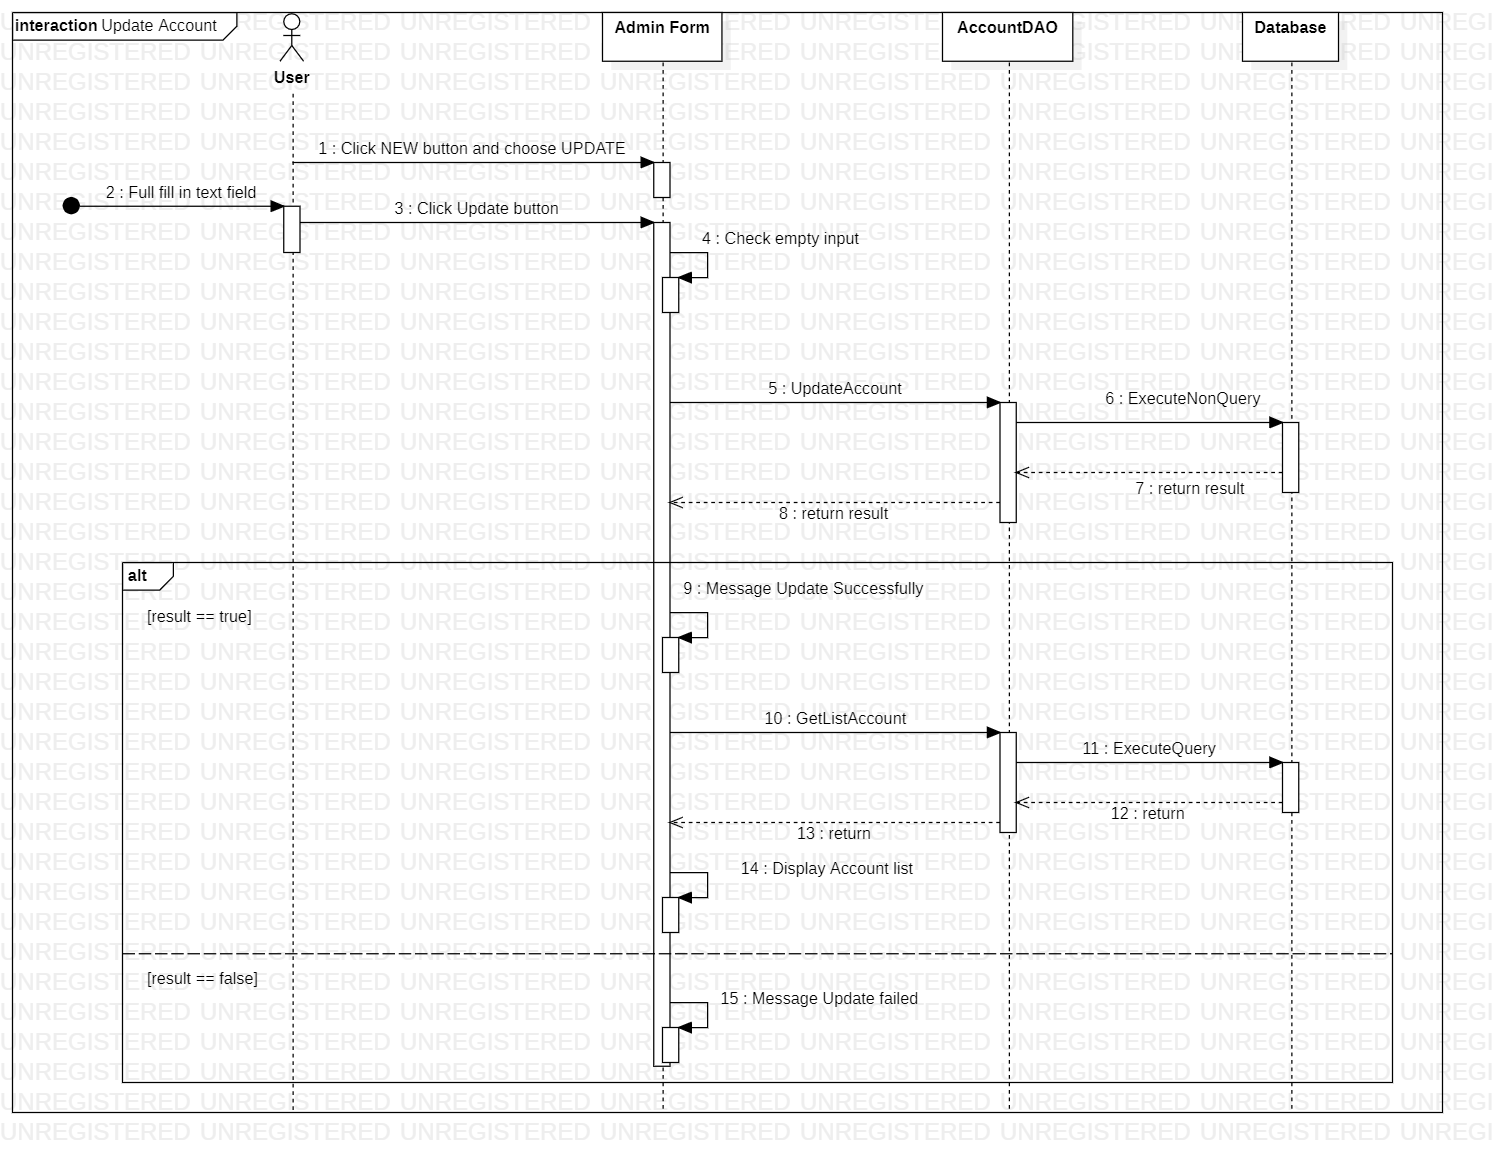 interaction Update Account
User
Admin Form
AccountDAO
Database
1 : Click NEW button and choose UPDATE
2 : Full fill in text field
3 : Click Update button
4 : Check empty input
5 : UpdateAccount
6 : ExecuteNonQuery
7 : return result
8 : return result
alt
9 : Message Update Successfully
[result == true]
10 : GetListAccount
11 : ExecuteQuery
12 : return
13 : return
14 : Display Account list
[result == false]
15 : Message Update failed
UNREGISTERED